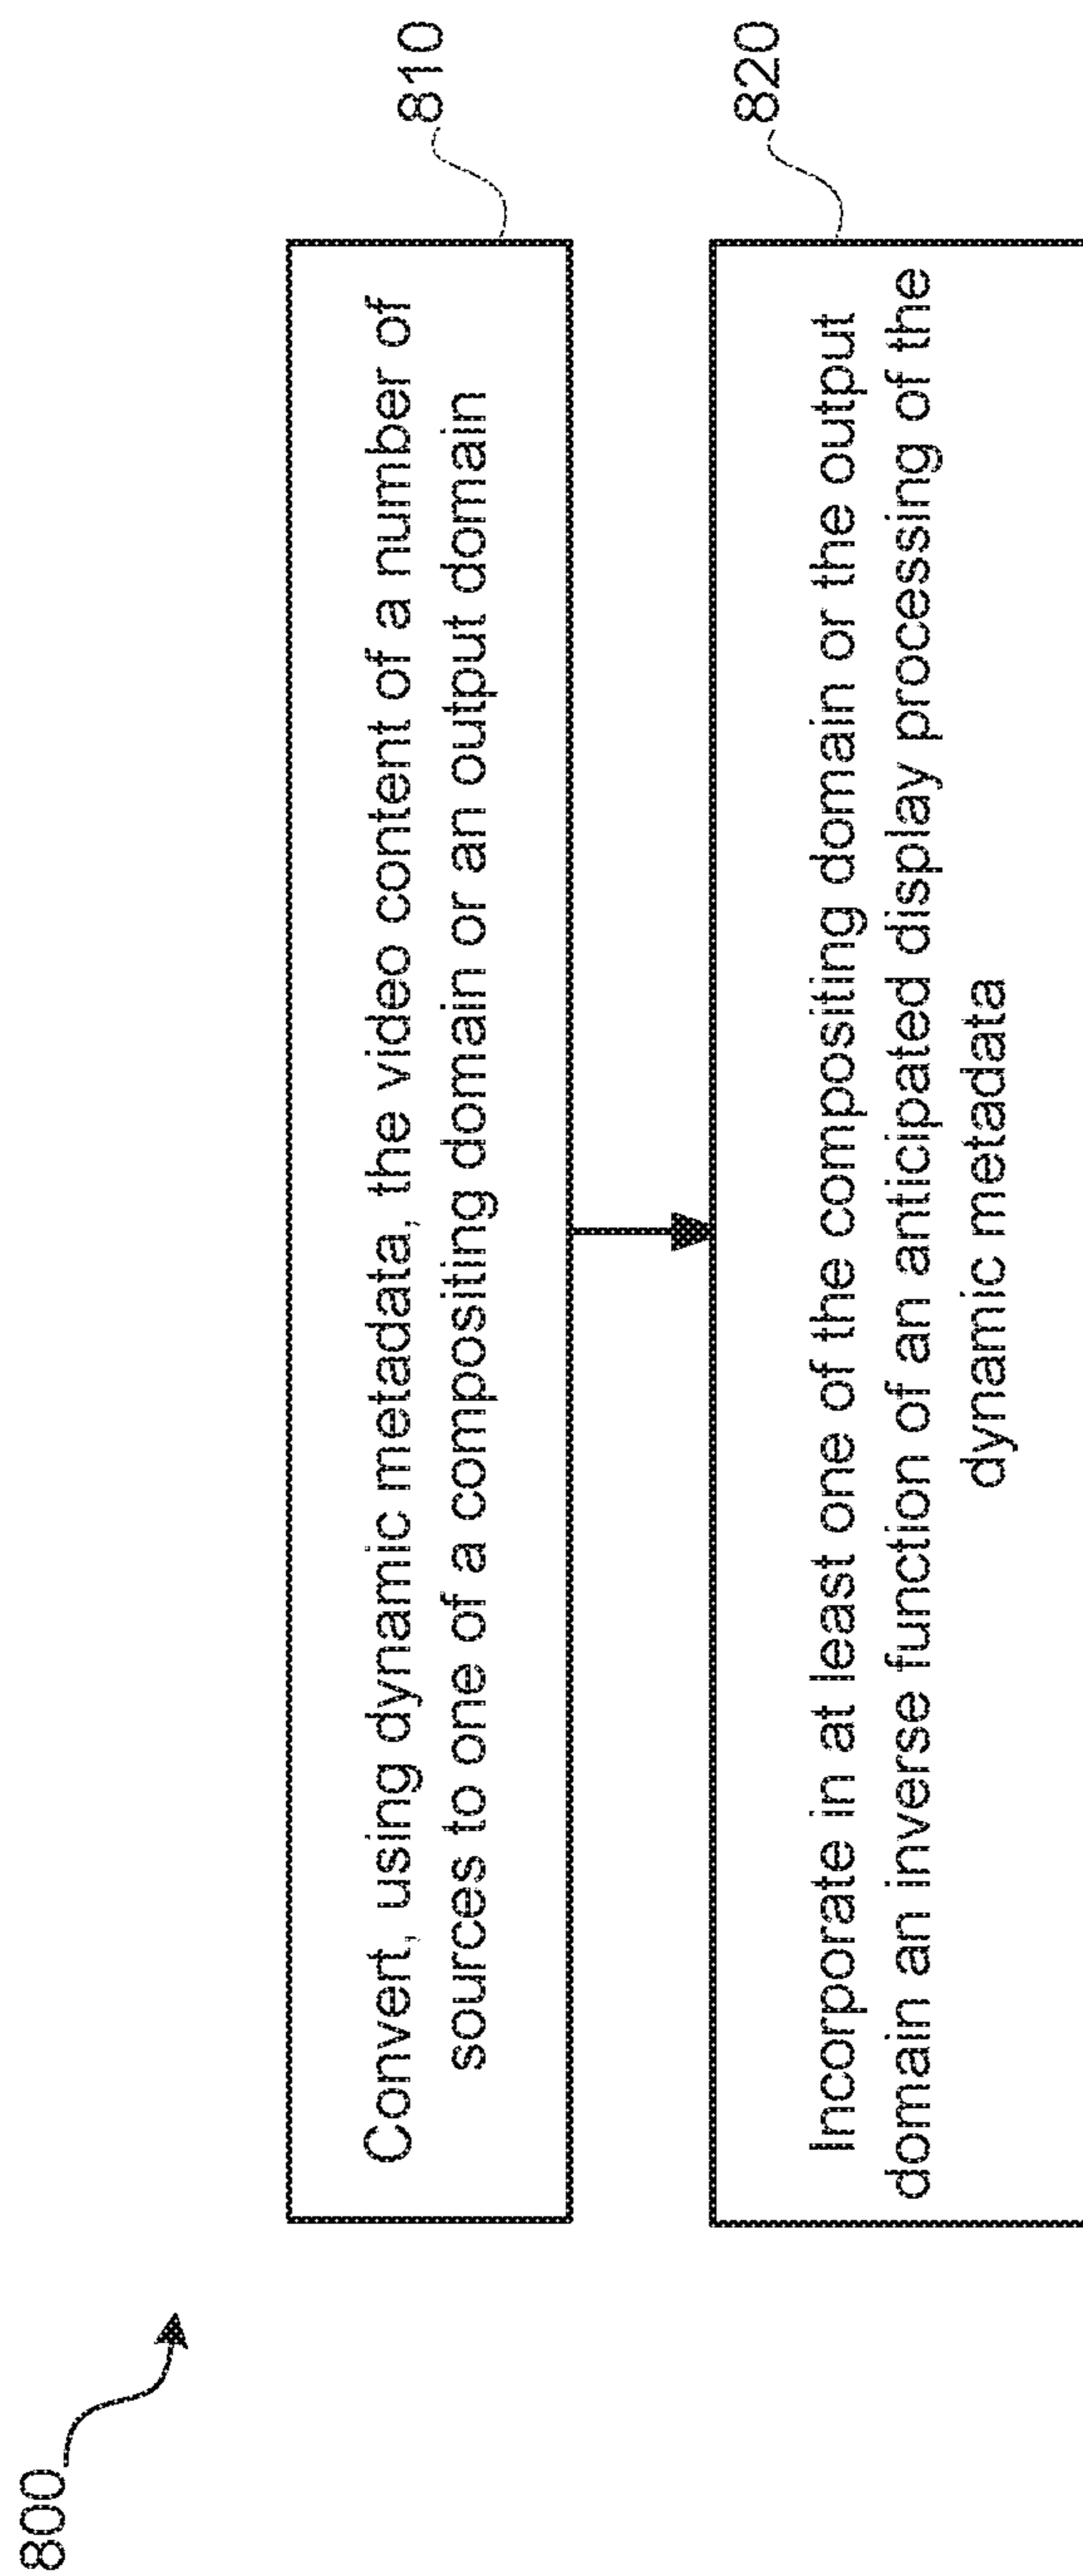 800
810
Convert, using dynamic metadata, the video content of a number of
sources to one of a compositing domain or an output domain
820
Incorporate in at least one of the compositing domain or the output
domain an inverse function of an anticipated display processing of the
dynamic metadata